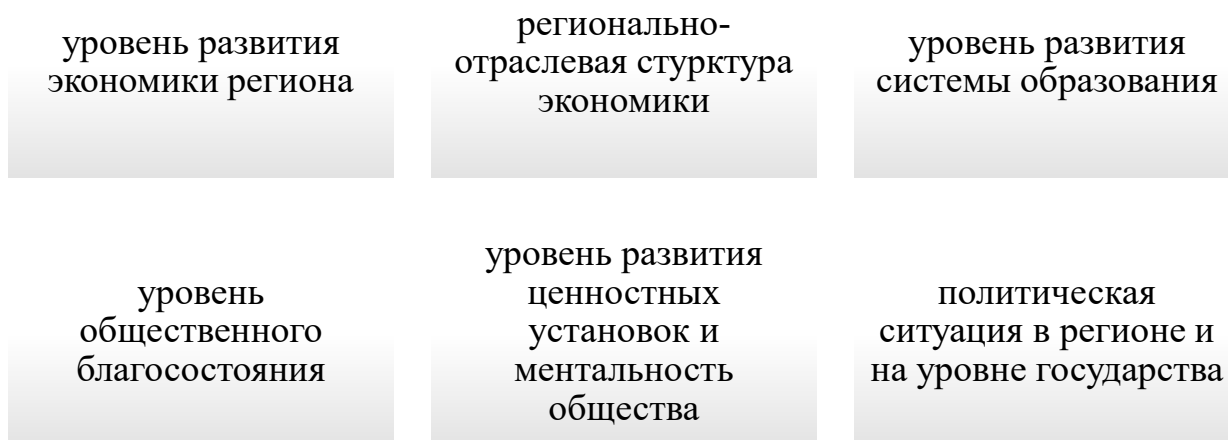 уровень развития
экономики региона
регионально-
отраслевая стурктура
экономики
уровень развития
системы образования
уровень
общественного
благосостояния
уровень развития
ценностных
установок и
ментальность
общества
политическая
ситуация в регионе и
на уровне государства